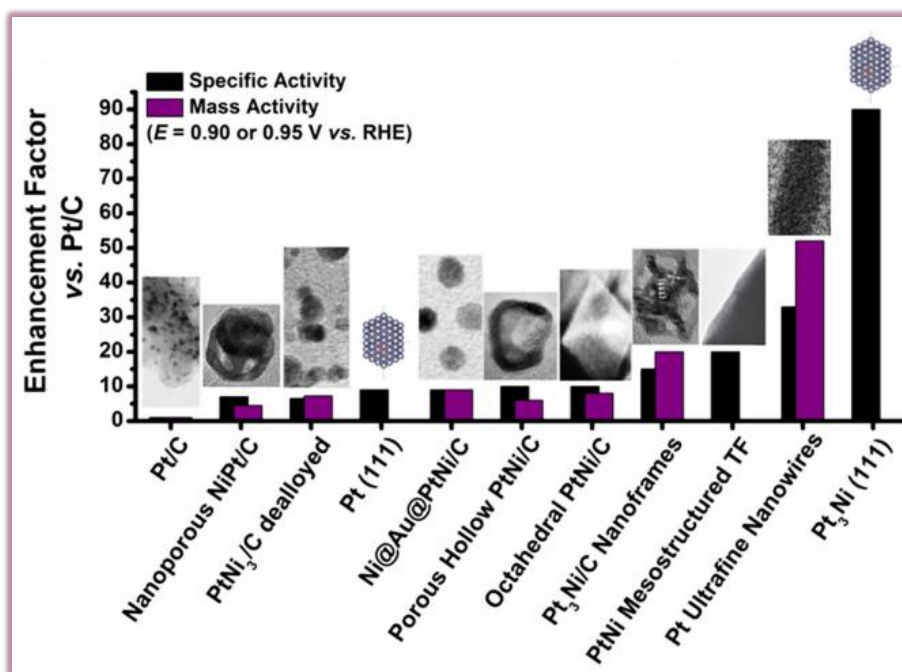 Specific Activity
Mass Activity
(E = 0.90 or 0.95 V vs. RHE)
Enhancement Factor
vs. Pt/C
90
80
70
60
50
40
30
20
10
0
Pt/C
Nanoporous NiPt/C
PtNi₃/C dealloyed
Pt (111)
Ni@Au@PtNi/C
Porous Hollow PtNi/C
Octahedral PtNi/C
Pt₃Ni/C Nanoframes
PtNi Mesostructured TF
Pt Ultrafine Nanowires
Pt₃Ni (111)